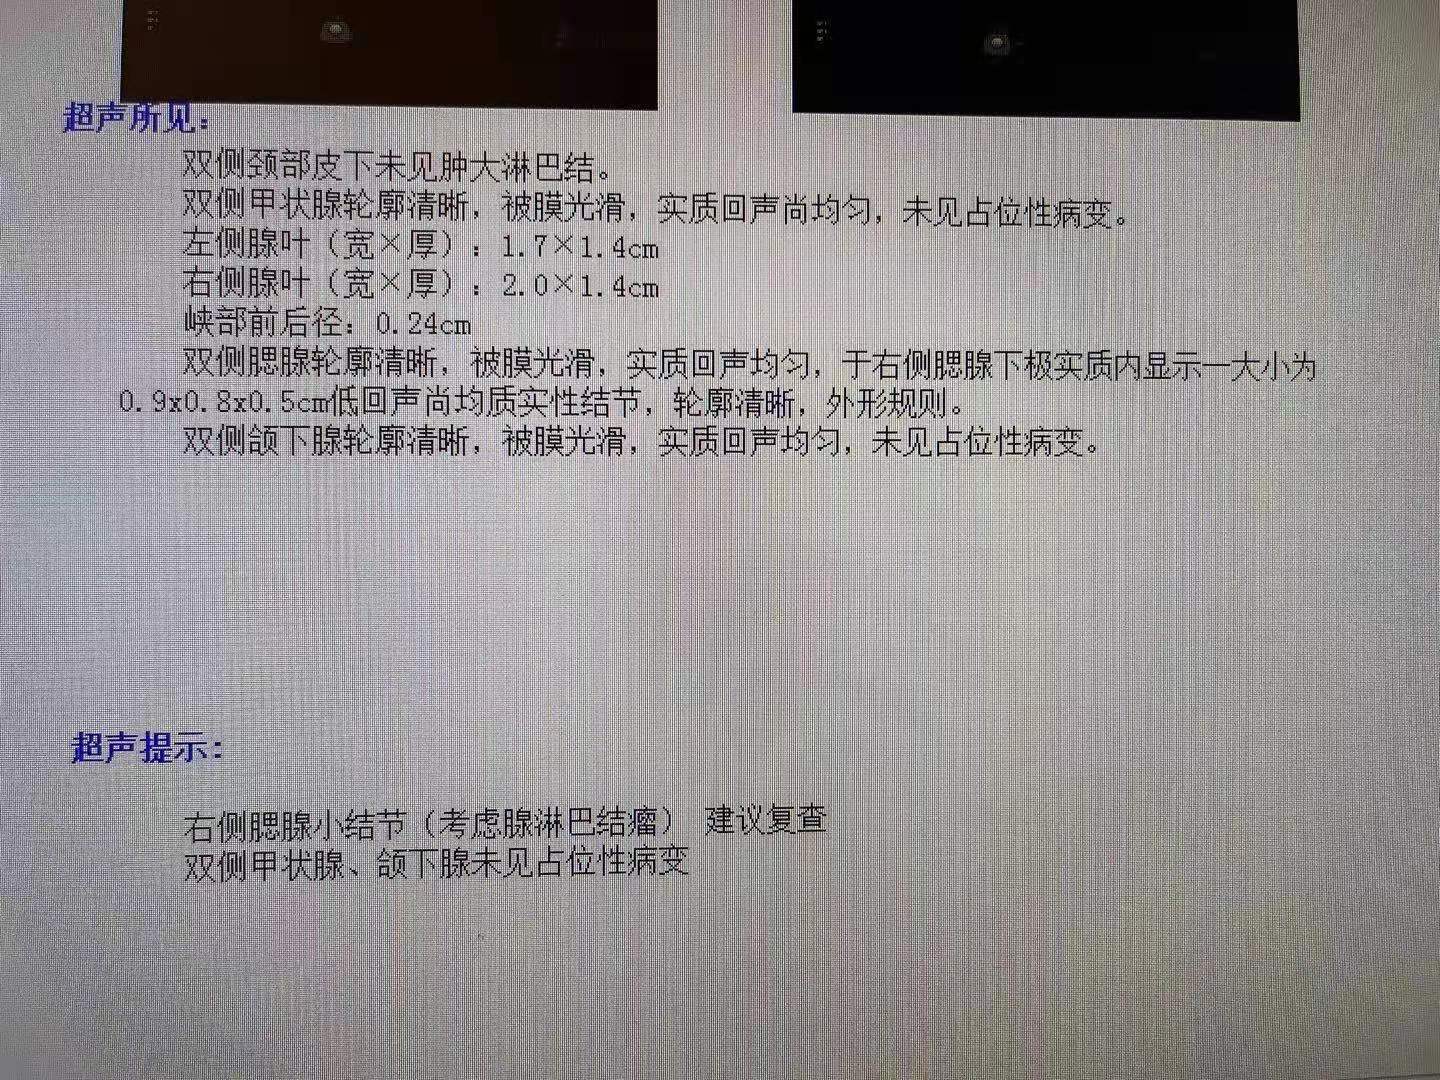 超声所见：
双侧颈部皮下未见肿大淋巴结。
双侧甲状腺轮廓清晰，被膜光滑，实质回声尚均匀，未见占位性病变。
左侧腺叶（宽×厚）：1.7×1.4cm
右侧腺叶（宽×厚）：2.0×1.4cm
峡部前后径：0.24cm
双侧腮腺轮廓清晰，被膜光滑，实质回声均匀，于右侧腮腺下极实质内显示一大小为
0.9x0.8x0.5cm低回声尚均质实性结节，轮廓清晰，外形规则。
双侧颌下腺轮廓清晰，被膜光滑，实质回声均匀，未见占位性病变。
超声提示：
右侧腮腺小结节（考虑腺淋巴结瘤） 建议复查
双侧甲状腺、颌下腺未见占位性病变